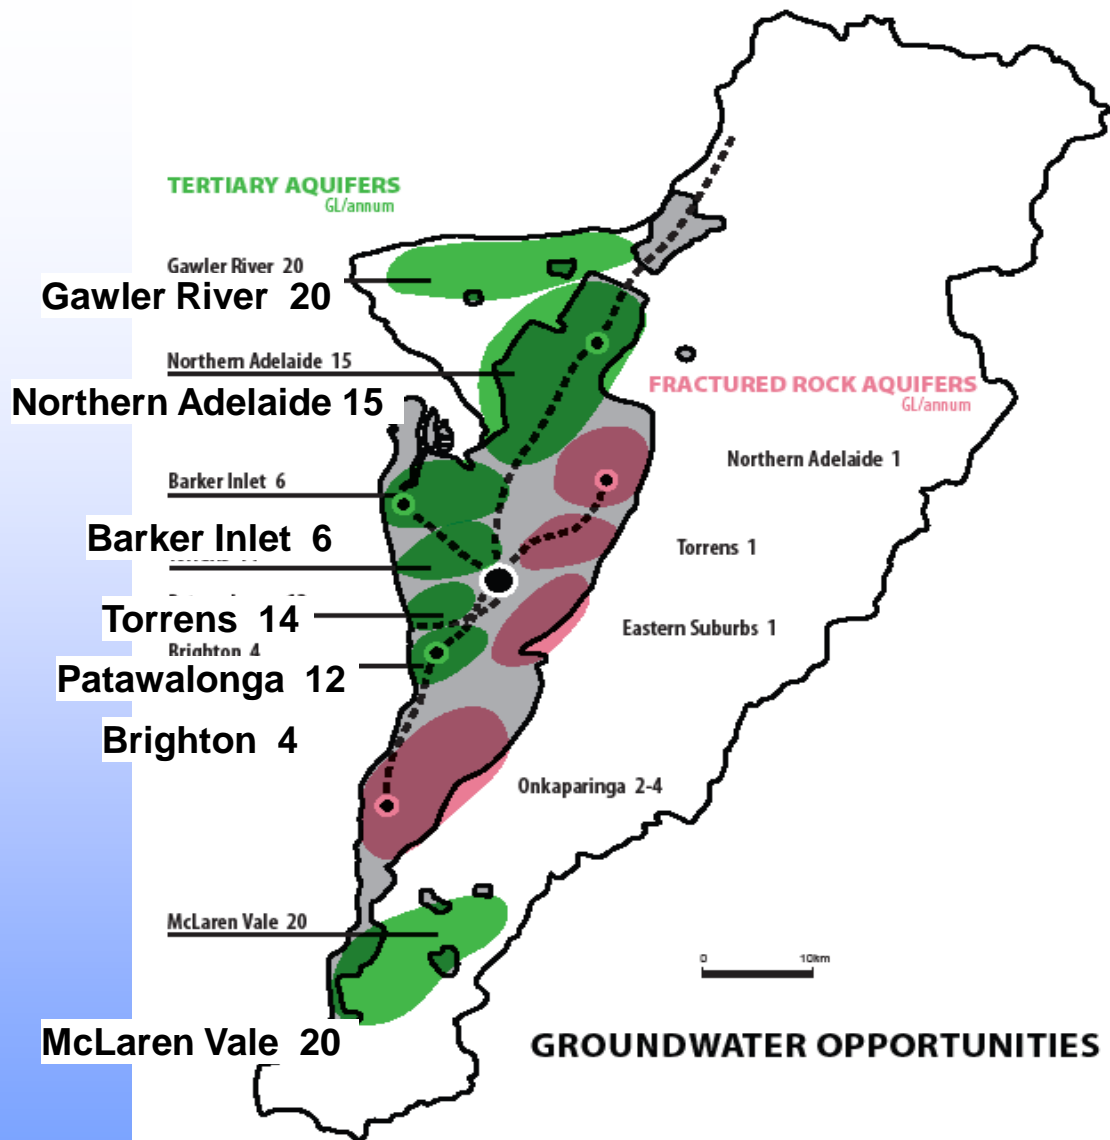 TERTIARY AQUIFERS
GL/annum
Gawler River 20
Gawler River 20
Northern Adelaide 15
FRACTURED ROCK AQUIFERS
GL/annum
Northern Adelaide 15
Northern Adelaide 1
Barker Inlet 6
Barker Inlet 6
Torrens 1
Torrens 14
Eastern Suburbs 1
Brighton 4
Patawalonga 12
Brighton 4
Onkaparinga 2-4
McLaren Vale 20
0 10km
McLaren Vale 20
GROUNDWATER OPPORTUNITIES